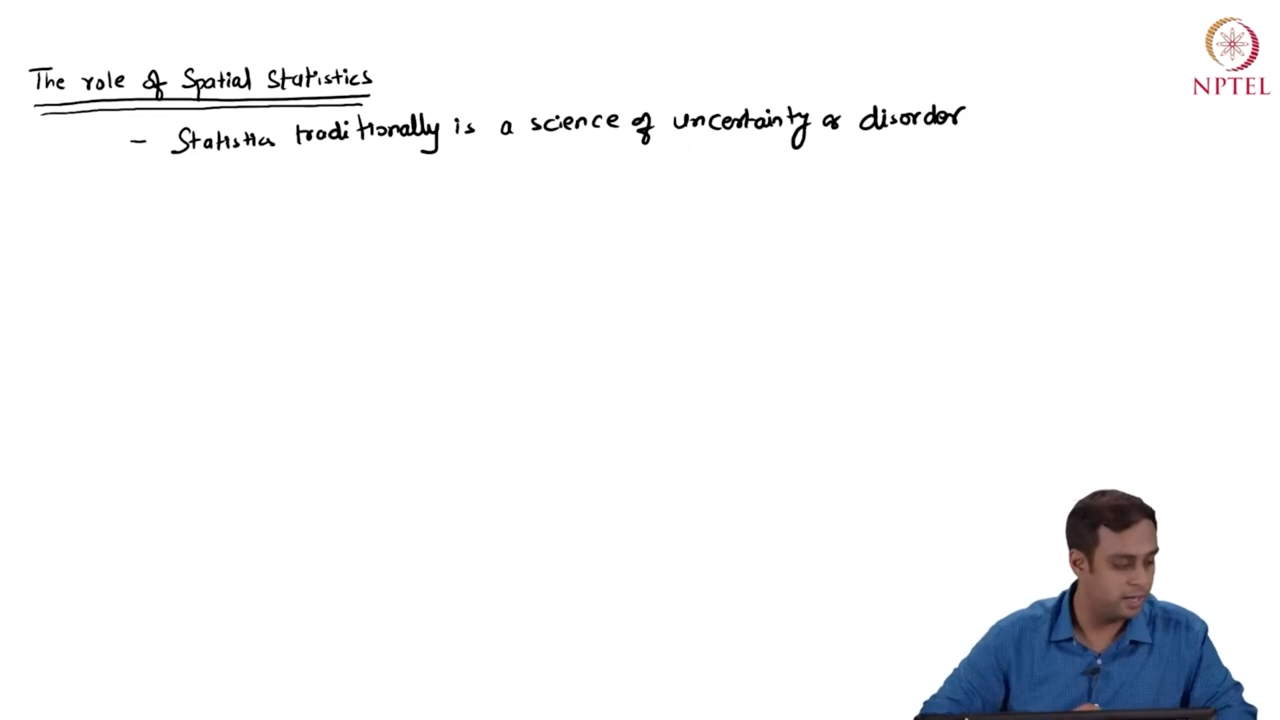 The role of Spatial Statistics
- Statistics traditionally is a science of uncertainty or disorder
NPTEL